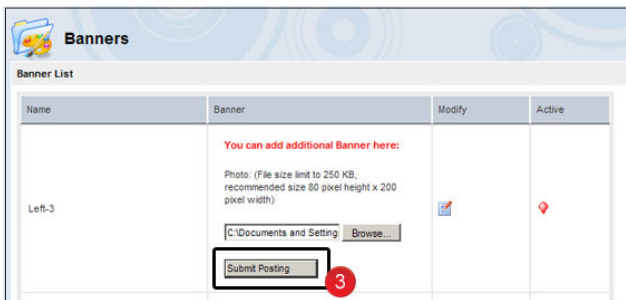 Banners
Banner List
Name Banner Modify Active
You can add additional Banner here:
Photo: (File size limit to 250 KB,
recommended size 80 pixel height x 200
pixel width)
Left-3
C:\Documents and Setting Browse...
Submit Posting
3